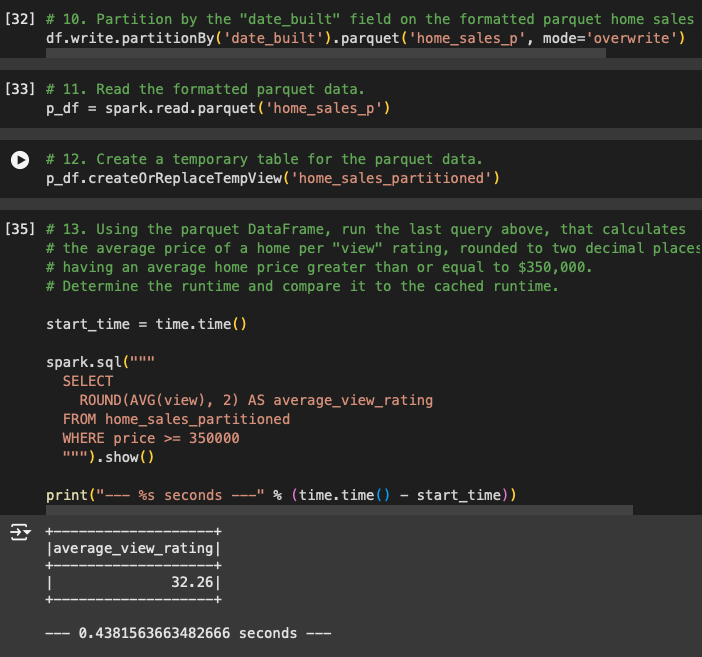 [32] # 10. Partition by the "date_built" field on the formatted parquet home sales
df.write.partitionBy('date_built').parquet('home_sales_p', mode='overwrite')
[33] # 11. Read the formatted parquet data.
p_df = spark.read.parquet('home_sales_p')
# 12. Create a temporary table for the parquet data.
p_df.createOrReplaceTempView('home_sales_partitioned')
[35] # 13. Using the parquet DataFrame, run the last query above, that calculates
# the average price of a home per "view" rating, rounded to two decimal places
# having an average home price greater than or equal to $350,000.
# Determine the runtime and compare it to the cached runtime.
start_time = time.time()
spark.sql("""
  SELECT
    ROUND(AVG(view), 2) AS average_view_rating
  FROM home_sales_partitioned
  WHERE price >= 350000
  """).show()
print("--- %s seconds ---" % (time.time() - start_time))
+-------------------+
|average_view_rating|
+-------------------+
|              32.26|
+-------------------+
--- 0.4381563663482666 seconds ---